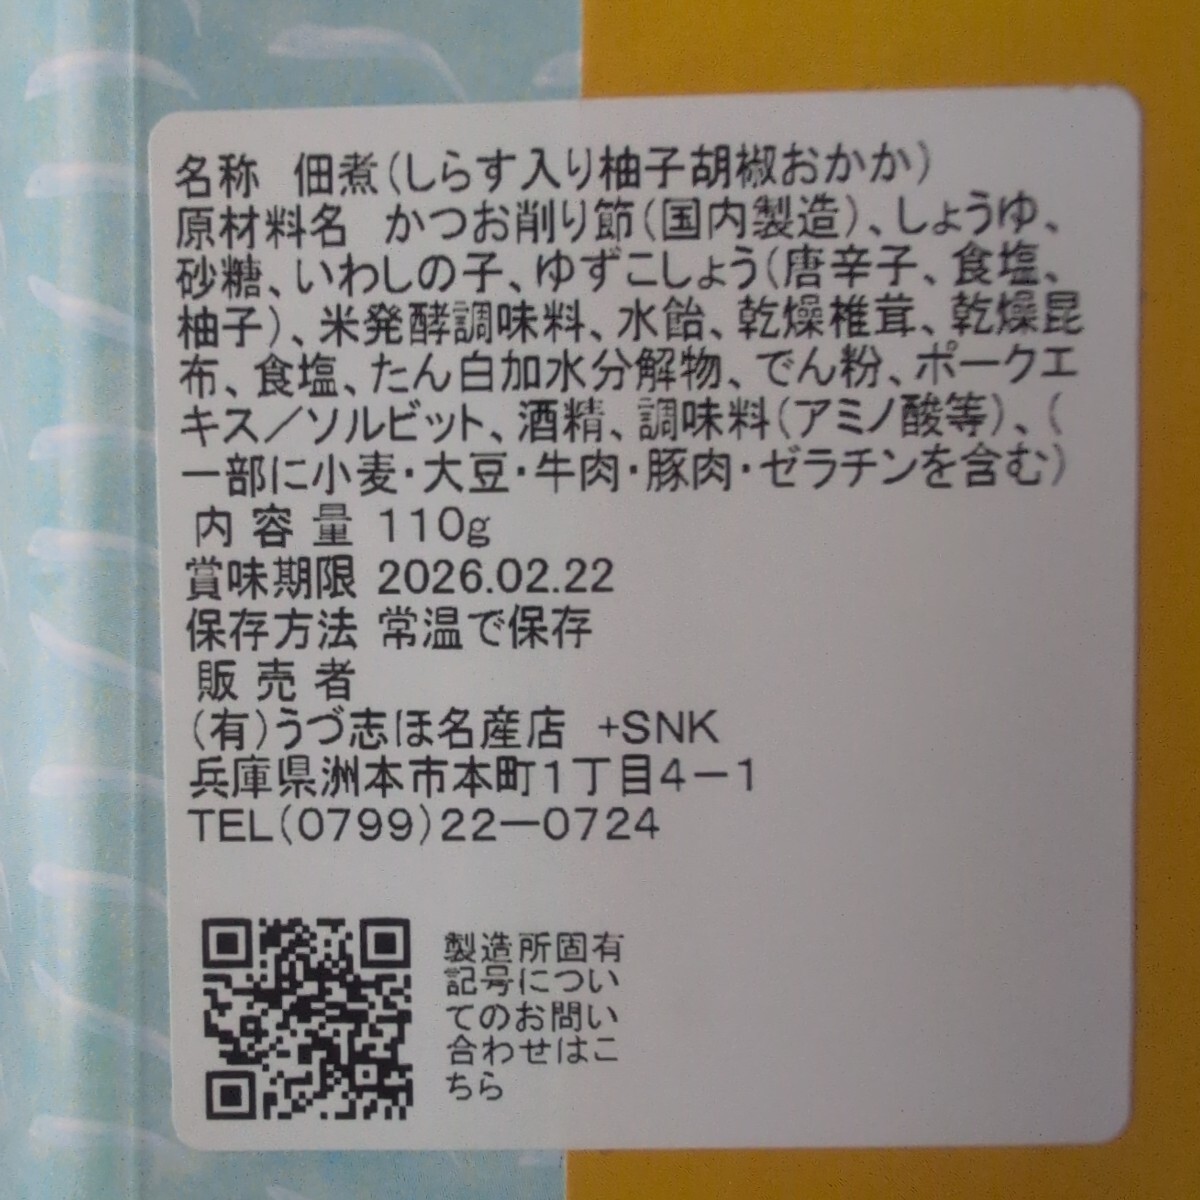 名称 佃煮(しらす入り柚子胡椒おかか)
原材料名 かつお削り節(国内製造)、しょうゆ、
砂糖、いわしの子、ゆずこしょう(唐辛子、食塩、
柚子)、米発酵調味料、水飴、乾燥椎茸、乾燥昆
布、食塩、たん白加水分解物、でん粉、ポークエ
キス／ソルビット、酒精、調味料(アミノ酸等)、(
一部に小麦・大豆・牛肉・豚肉・ゼラチンを含む)
内容量 110g
賞味期限 2026.02.22
保存方法 常温で保存
販売者
(有)うづ志ほ名産店 +SNK
兵庫県洲本市本町1丁目4－1
TEL(0799)22－0724
製造所固有
記号につい
てのお問い
合わせはこ
ちら